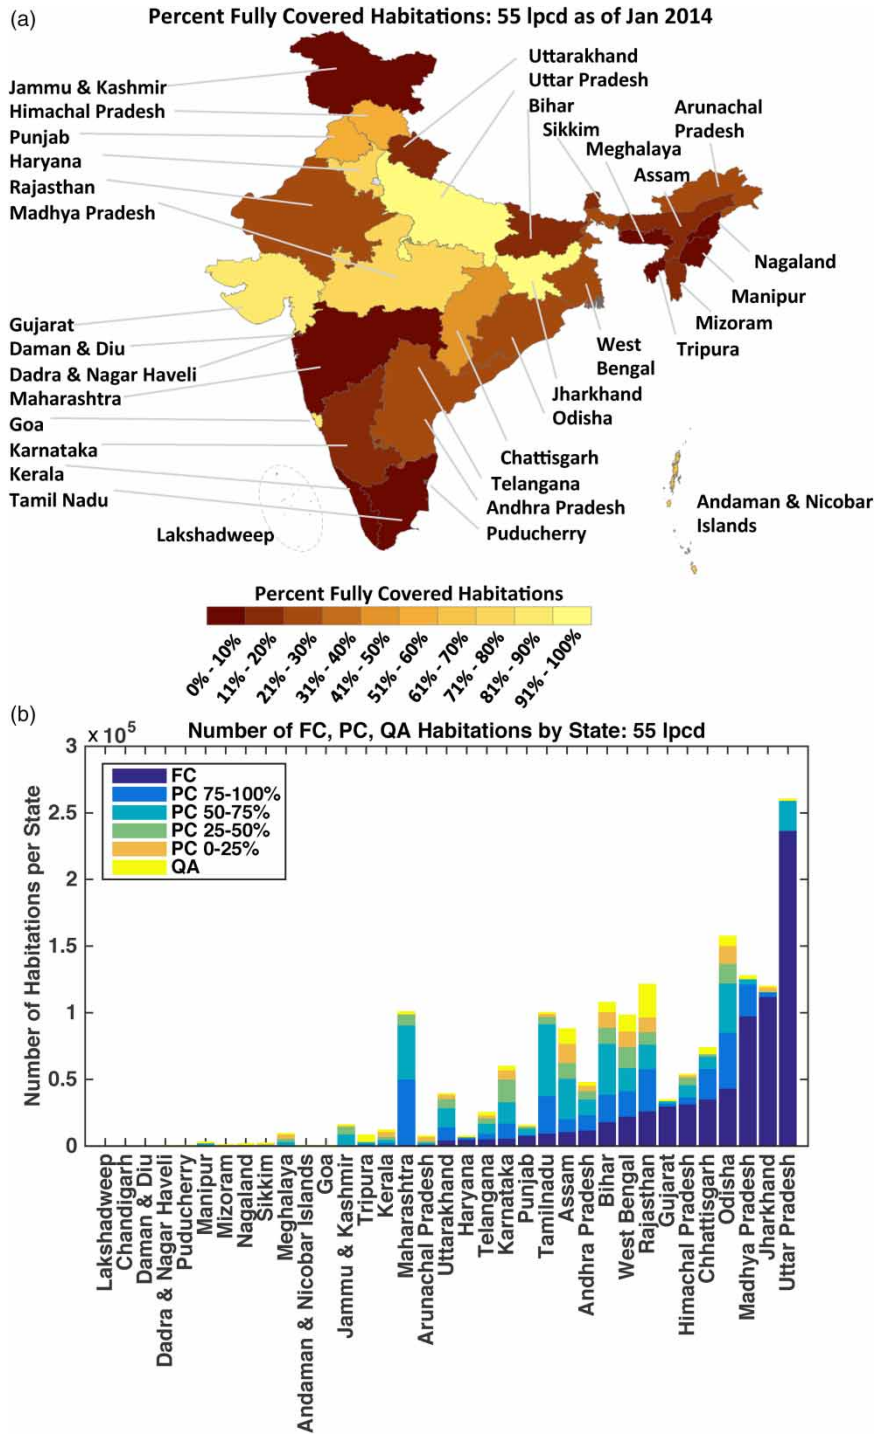 (a)
Percent Fully Covered Habitations: 55 lpcd as of Jan 2014
Jammu & Kashmir
Himachal Pradesh
Punjab
Haryana
Rajasthan
Madhya Pradesh
Gujarat
Daman & Diu
Dadra & Nagar Haveli
Maharashtra
Goa
Karnataka
Kerala
Tamil Nadu
Lakshadweep
Uttarakhand
Uttar Pradesh
Bihar
Sikkim
Meghalaya
Assam
Arunachal
Pradesh
Nagaland
Manipur
Mizoram
Tripura
West
Bengal
Jharkhand
Odisha
Chattisgarh
Telangana
Andhra Pradesh
Puducherry
Andaman & Nicobar
Islands
Percent Fully Covered Habitations
0% - 10%
11% - 20%
21% - 30%
31% - 40%
41% - 50%
51% - 60%
61% - 70%
71% - 80%
81% - 90%
91% - 100%
(b)
Number of FC, PC, QA Habitations by State: 55 lpcd
x 10^5
3
2.5
2
1.5
1
0.5
0
Number of Habitations per State
FC
PC 75-100%
PC 50-75%
PC 25-50%
PC 0-25%
QA
Lakshadweep
Chandigarh
Daman & Diu
Dadra & Nagar Haveli
Puducherry
Manipur
Mizoram
Nagaland
Sikkim
Meghalaya
Andaman & Nicobar Islands
Goa
Jammu & Kashmir
Tripura
Kerala
Maharashtra
Arunachal Pradesh
Uttarakhand
Haryana
Telangana
Karnataka
Punjab
Tamilnadu
Assam
Andhra Pradesh
Bihar
West Bengal
Rajasthan
Gujarat
Himachal Pradesh
Chhattisgarh
Odisha
Madhya Pradesh
Jharkhand
Uttar Pradesh